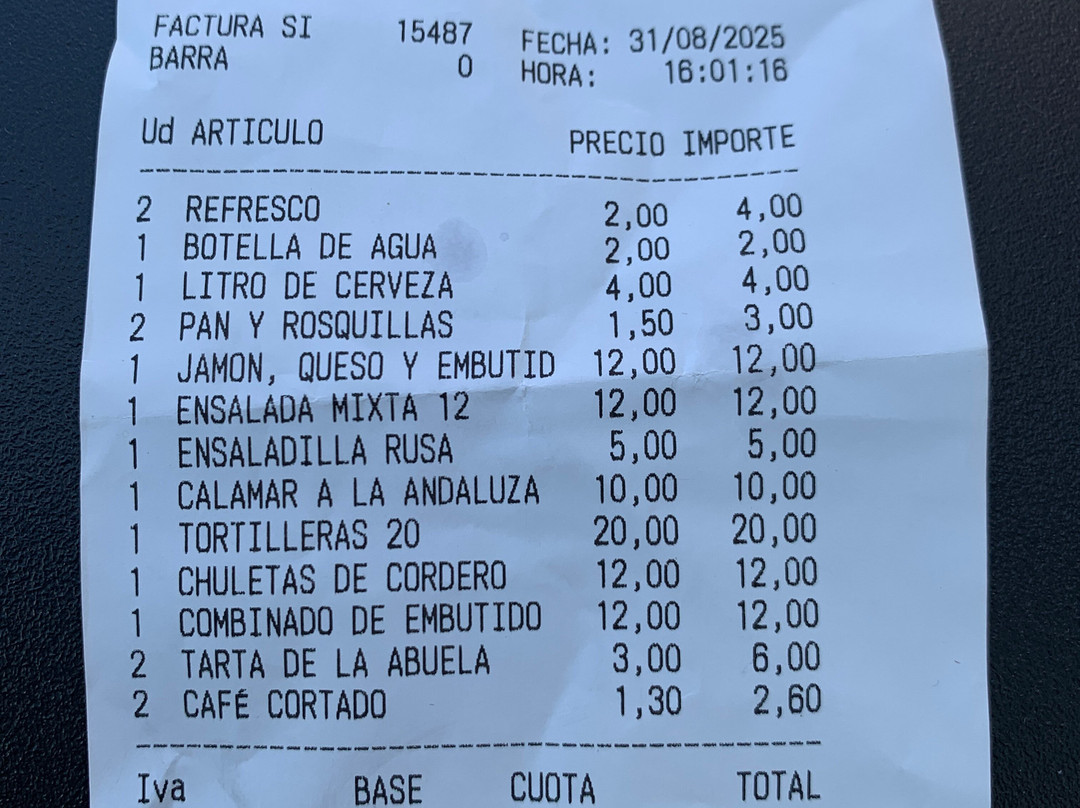 FACTURA SI 15487 FECHA: 31/08/2025
BARRA 0 HORA: 16:01:16
Ud ARTICULO PRECIO IMPORTE
2 REFRESCO 2,00 4,00
1 BOTELLA DE AGUA 2,00 2,00
1 LITRO DE CERVEZA 4,00 4,00
2 PAN Y ROSQUILLAS 1,50 3,00
1 JAMON, QUESO Y EMBUTID 12,00 12,00
1 ENSALADA MIXTA 12 12,00 12,00
1 ENSALADILLA RUSA 5,00 5,00
1 CALAMAR A LA ANDALUZA 10,00 10,00
1 TORTILLERAS 20 20,00 20,00
1 CHULETAS DE CORDERO 12,00 12,00
1 COMBINADO DE EMBUTIDO 12,00 12,00
2 TARTA DE LA ABUELA 3,00 6,00
2 CAFÉ CORTADO 1,30 2,60
Iva BASE CUOTA TOTAL